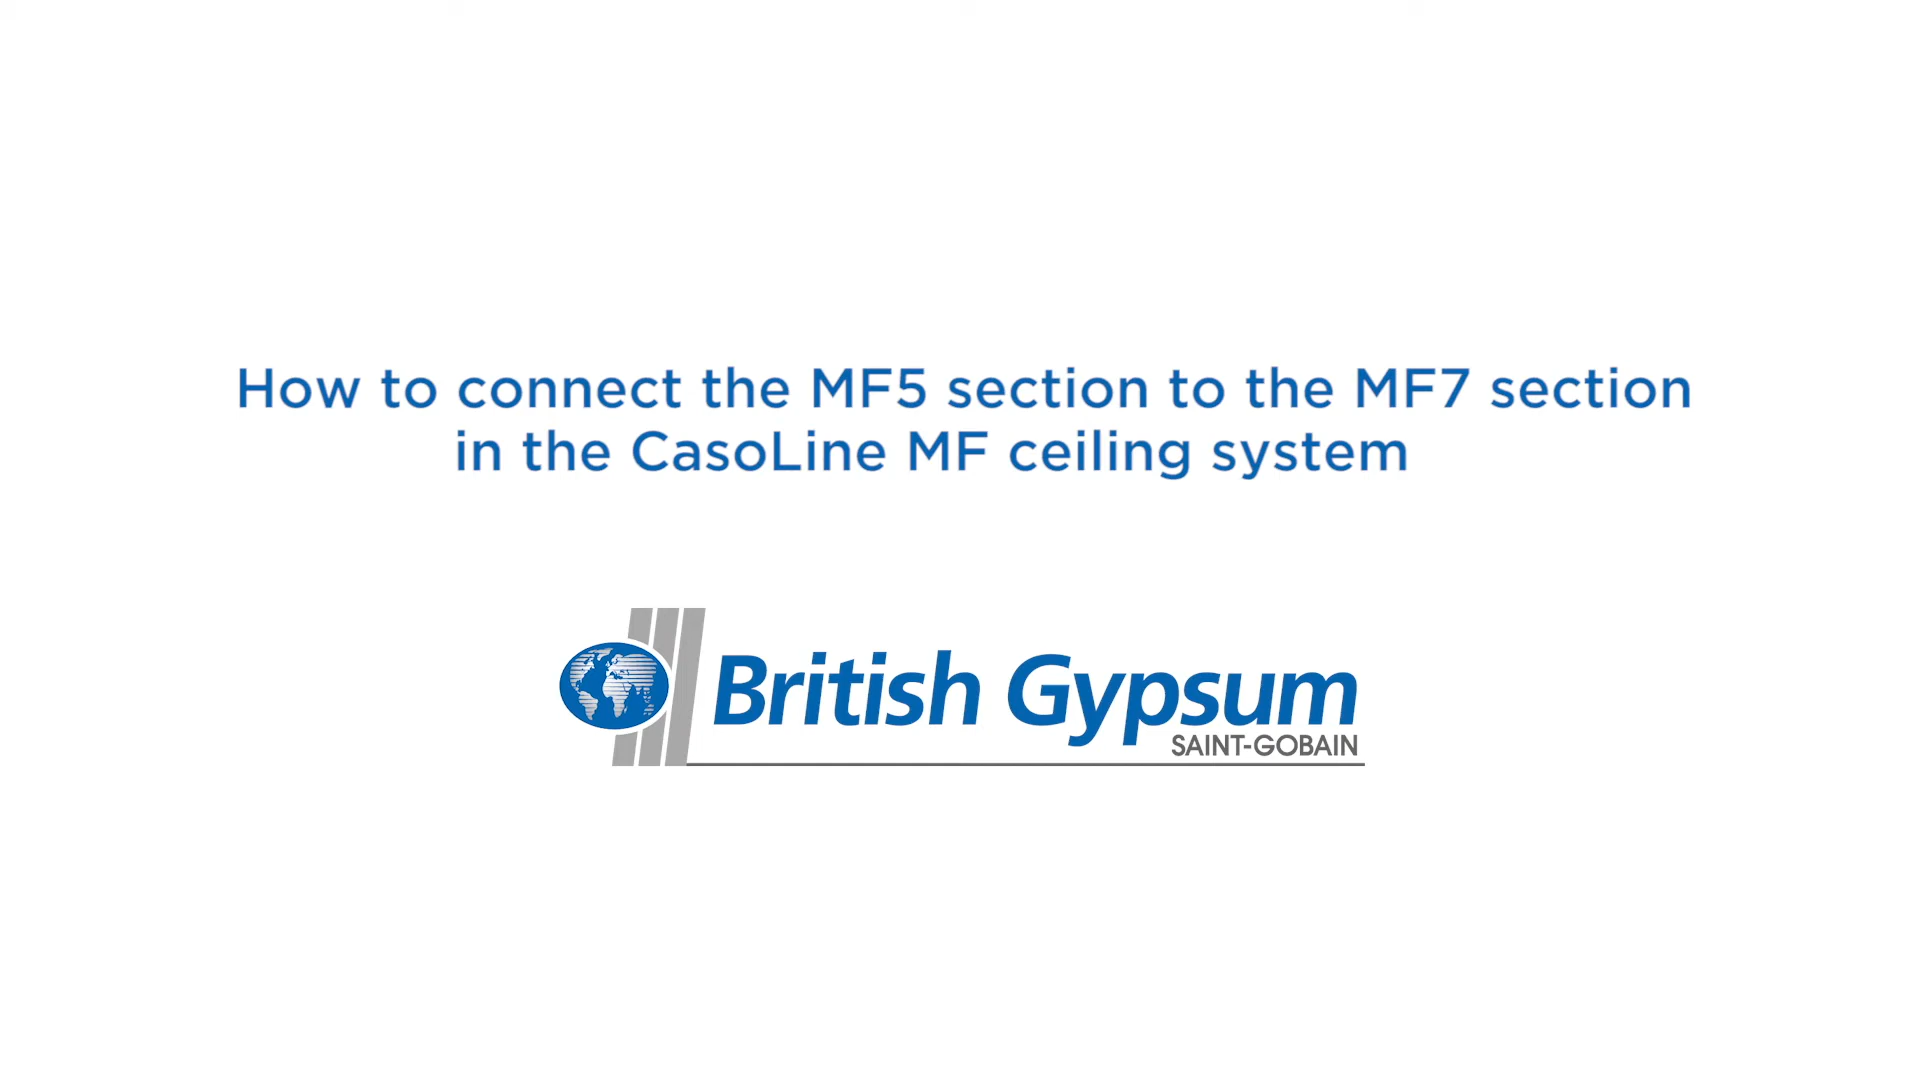 How to connect the MF5 section to the MF7 section
in the CasoLine MF ceiling system
British Gypsum
SAINT-GOBAIN